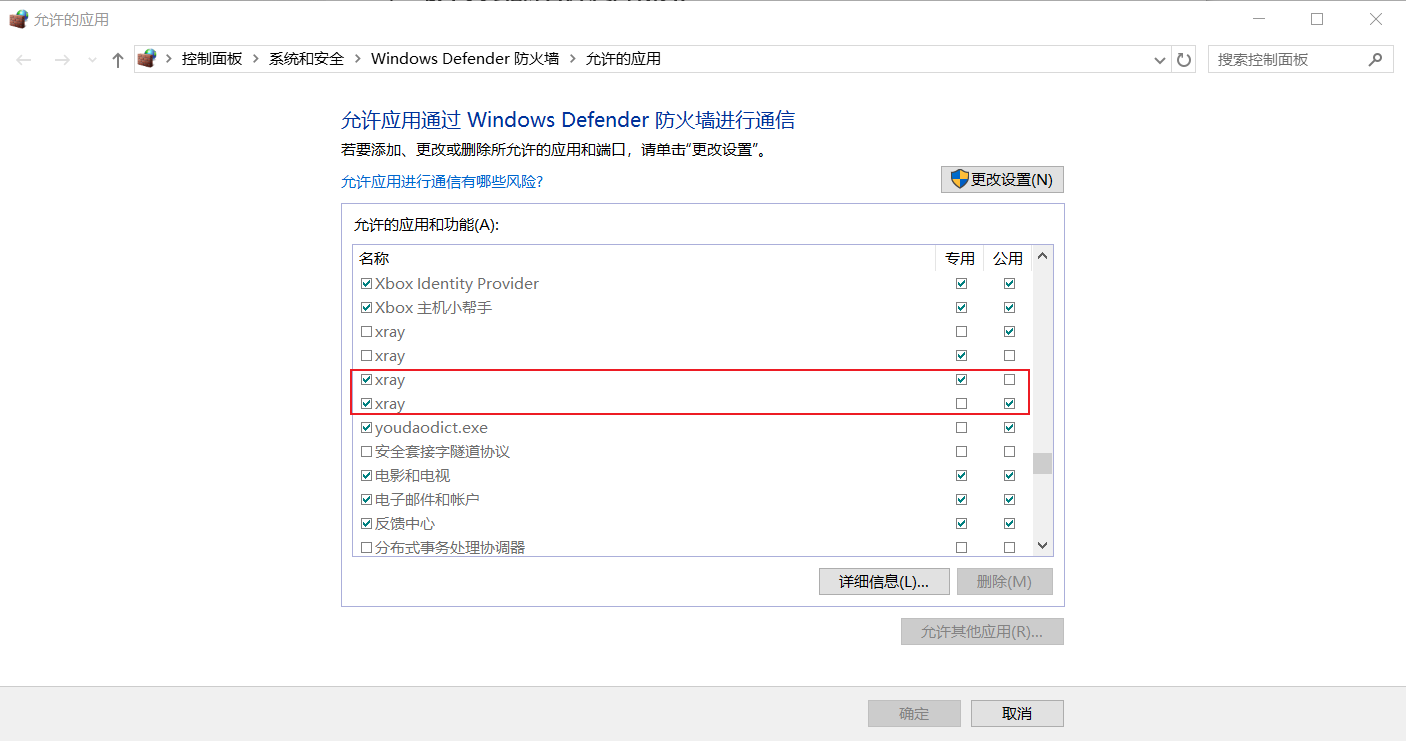 允许的应用
控制面板 系统和安全 Windows Defender 防火墙 允许的应用
搜索控制面板
允许应用通过 Windows Defender 防火墙进行通信
若要添加、更改或删除所允许的应用和端口，请单击“更改设置”。
允许应用进行通信有哪些风险?
更改设置(N)
允许的应用和功能(A):
名称 专用 公用
Xbox Identity Provider
Xbox 主机小帮手
xray
xray
xray
xray
youdaodict.exe
安全套接字隧道协议
电影和电视
电子邮件和帐户
反馈中心
分布式事务处理协调器
详细信息(L)... 删除(M)
允许其他应用(R)...
确定 取消